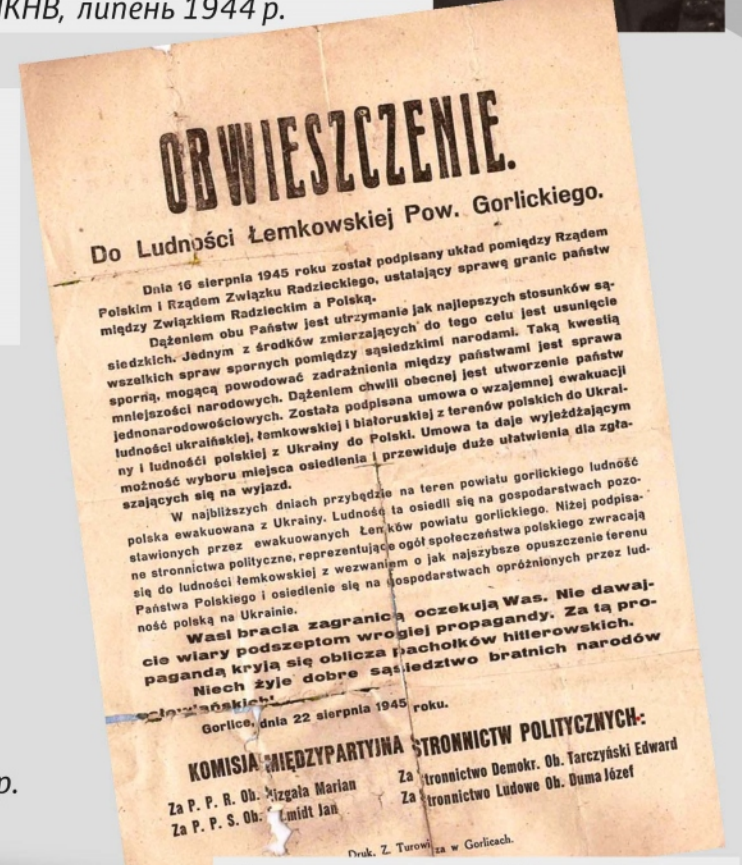 ПКНВ, липень 1944 р.
OBWIESZCZENIE.
Do Ludności Łemkowskiej Pow. Gorlickiego.
Dnia 16 sierpnia 1945 roku został podpisany układ pomiędzy Rządem
Polskim i Rządem Związku Radzieckiego, ustalający sprawę granic państw
między Związkiem Radzieckim a Polską.
Dążeniem obu Państw jest utrzymanie jak najlepszych stosunków są-
siedzkich. Jednym z środków zmierzających do tego celu jest usunięcie
wszelkich spraw spornych pomiędzy sąsiedzkimi narodami. Taką kwestią
sporną, mogącą powodować zadraźnienia między państwami jest sprawa
mniejszości narodowych. Dążeniem chwili obecnej jest utworzenie państw
jednonarodowościowych. Została podpisana umowa o wzajemnej ewakuacji
ludności ukraińskiej, łemkowskiej i białoruskiej z terenów polskich do Ukrai-
ny i ludnośći polskiej z Ukrainy do Polski. Umowa ta daje wyjeżdżającym
możność wyboru miejsca osiedlenia i przewiduje duże ułatwienia dla zgła-
szających się na wyjazd.
W najbliższych dniach przybędzie na teren powiatu gorlickiego ludność
polska ewakuowana z Ukrainy. Ludność ta osiedli się na gospodarstwach pozo-
stawionych przez ewakuowanych Łemków powiatu gorlickiego. Niżej podpisa-
ne stronnictwa polityczne, reprezentujące ogół społeczeństwa polskiego zwracają
się do ludności łemkowskiej z wezwaniem o jak najszybsze opuszczenie terenu
Państwa Polskiego i osiedlenie się na gospodarstwach opróżnionych przez lud-
ność polską na Ukrainie.
Wasi bracia zagranicą oczekują Was. Nie dawaj-
cie wiary podszeptom wrogiej propagandy. Za tą pro-
pagandą kryją się oblicza pachołków hitlerowskich.
Niech żyje dobre sąsiedztwo bratnich narodów
słowiańskich!
Gorlice, dnia 22 sierpnia 1945 roku.
KOMISJA MIĘDZYPARTYJNA STRONNICTW POLITYCZNYCH:
Za P. P. R. Ob. Mizgała Marian Za Stronnictwo Demokr. Ob. Tarczyński Edward
Za P. P. S. Ob. Jan Za Stronnictwo Ludowe Ob. Duma Józef
Druk. Z. Turowicza w Gorlicach.
р.